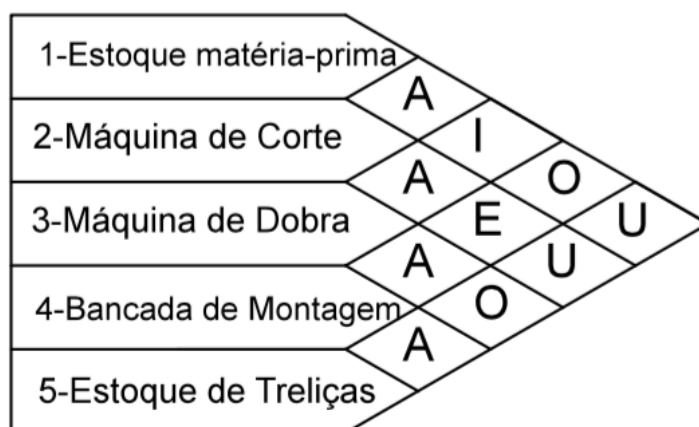 1-Estoque matéria-prima
A
I
2-Máquina de Corte
A
O
3-Máquina de Dobra
E
U
A
U
4-Bancada de Montagem
O
A
5-Estoque de Treliças